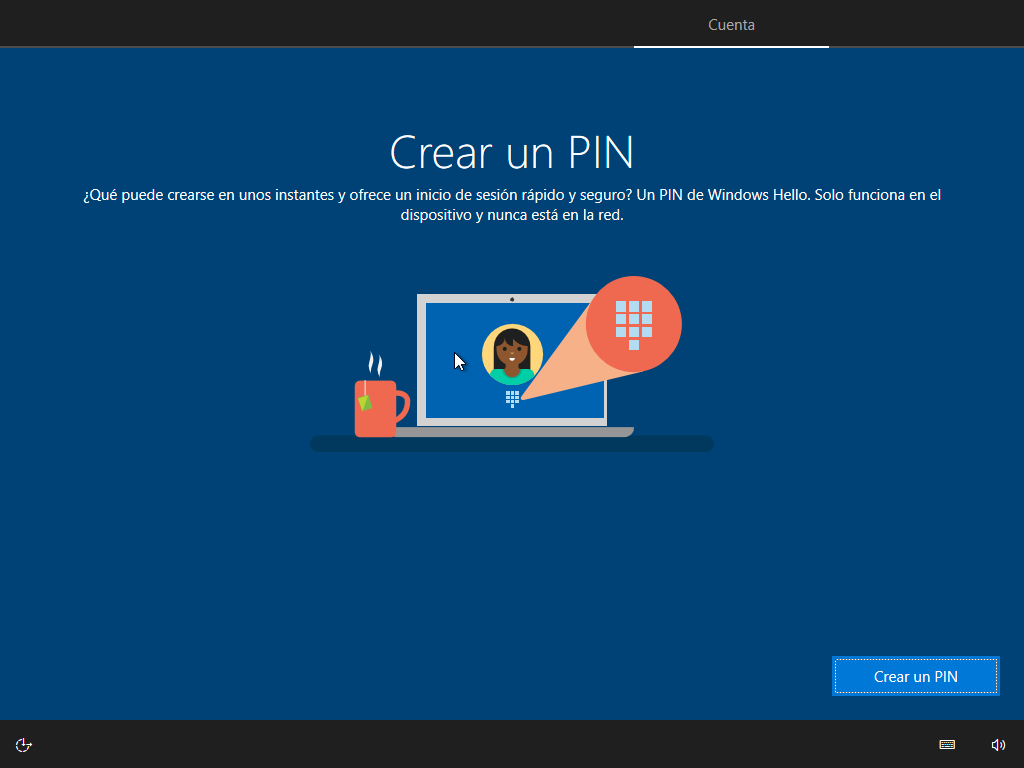 Cuenta
Crear un PIN
¿Qué puede crearse en unos instantes y ofrece un inicio de sesión rápido y seguro? Un PIN de Windows Hello. Solo funciona en el
dispositivo y nunca está en la red.
Crear un PIN